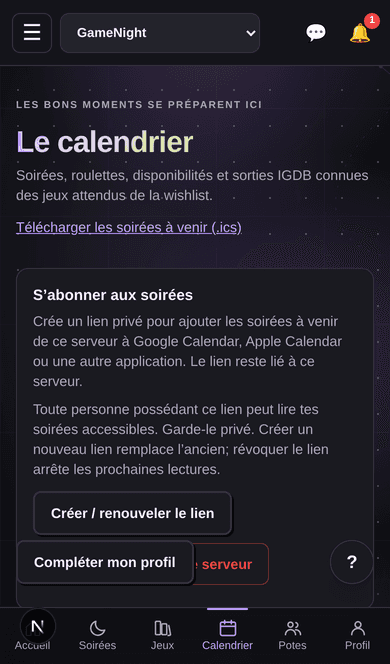 ☰ GameNight 1
LES BONS MOMENTS SE PRÉPARENT ICI
Le calendrier
Soirées, roulettes, disponibilités et sorties IGDB connues
des jeux attendus de la wishlist.
Télécharger les soirées à venir (.ics)
S’abonner aux soirées
Crée un lien privé pour ajouter les soirées à venir
de ce serveur à Google Calendar, Apple Calendar
ou une autre application. Le lien reste lié à ce
serveur.
Toute personne possédant ce lien peut lire tes
soirées accessibles. Garde-le privé. Créer un
nouveau lien remplace l’ancien; révoquer le lien
arrête les prochaines lectures.
Créer / renouveler le lien
Compléter mon profil serveur ?
N
Accueil Soirées Jeux Calendrier Potes Profil